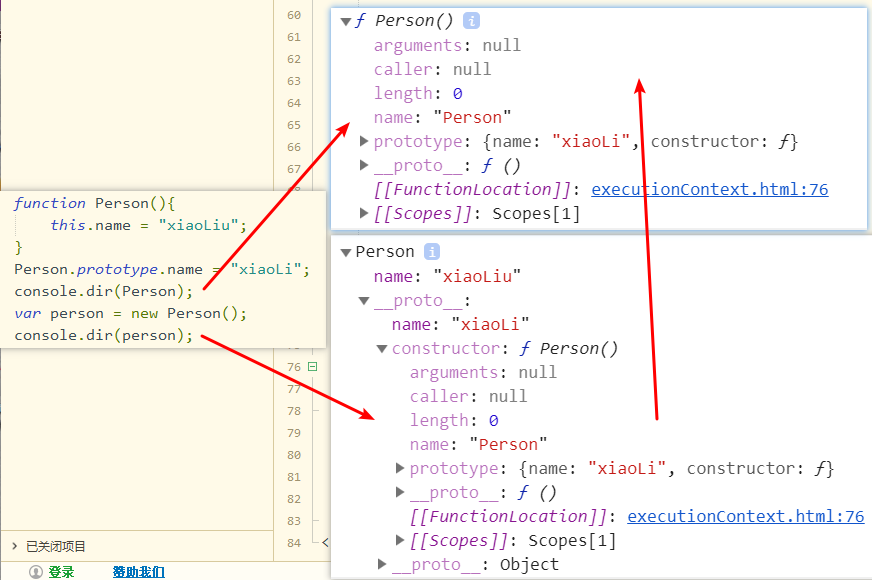 function Person(){
this.name = "xiaoLiu";
}
Person.prototype.name = "xiaoLi";
console.dir(Person);
var person = new Person();
console.dir(person);
已关闭项目
登录 赞助我们
60
61
62
63
64
65
66
67
76
77
78
79
80
81
82
83
84
ƒ Person() i
arguments: null
caller: null
length: 0
name: "Person"
prototype: {name: "xiaoLi", constructor: ƒ}
__proto__: ƒ ()
[[FunctionLocation]]: executionContext.html:76
[[Scopes]]: Scopes[1]
Person i
name: "xiaoLiu"
__proto__:
name: "xiaoLi"
constructor: ƒ Person()
arguments: null
caller: null
length: 0
name: "Person"
prototype: {name: "xiaoLi", constructor: ƒ}
__proto__: ƒ ()
[[FunctionLocation]]: executionContext.html:76
[[Scopes]]: Scopes[1]
__proto__: Object